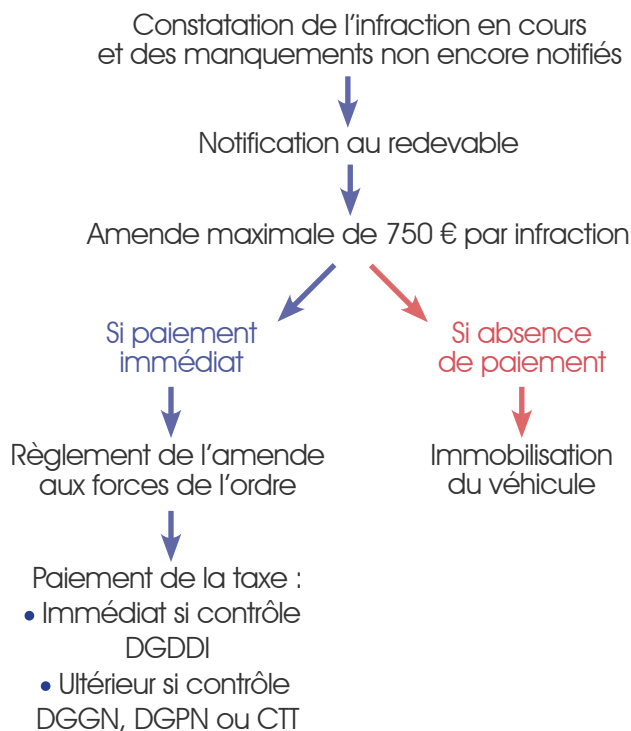 Constatation de l’infraction en cours
et des manquements non encore notifiés
Notification au redevable
Amende maximale de 750 € par infraction
Si paiement
immédiat
Si absence
de paiement
Règlement de l’amende
aux forces de l’ordre
Immobilisation
du véhicule
Paiement de la taxe :
• Immédiat si contrôle
DGDDI
• Ultérieur si contrôle
DGGN, DGPN ou CTT